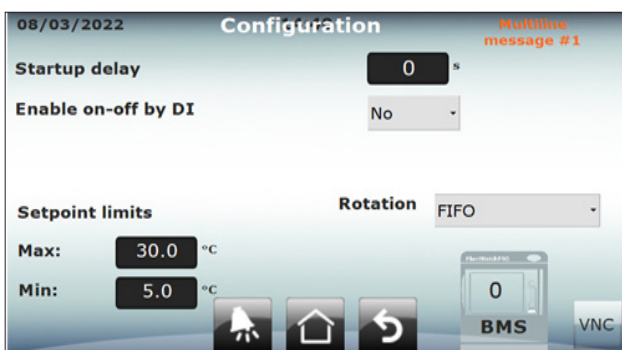 08/03/2022 Configuration Multiline
message #1
Startup delay 0 s
Enable on-off by DI No
Rotation FIFO
Setpoint limits
Max: 30.0 °C
Min: 5.0 °C
0
BMS VNC